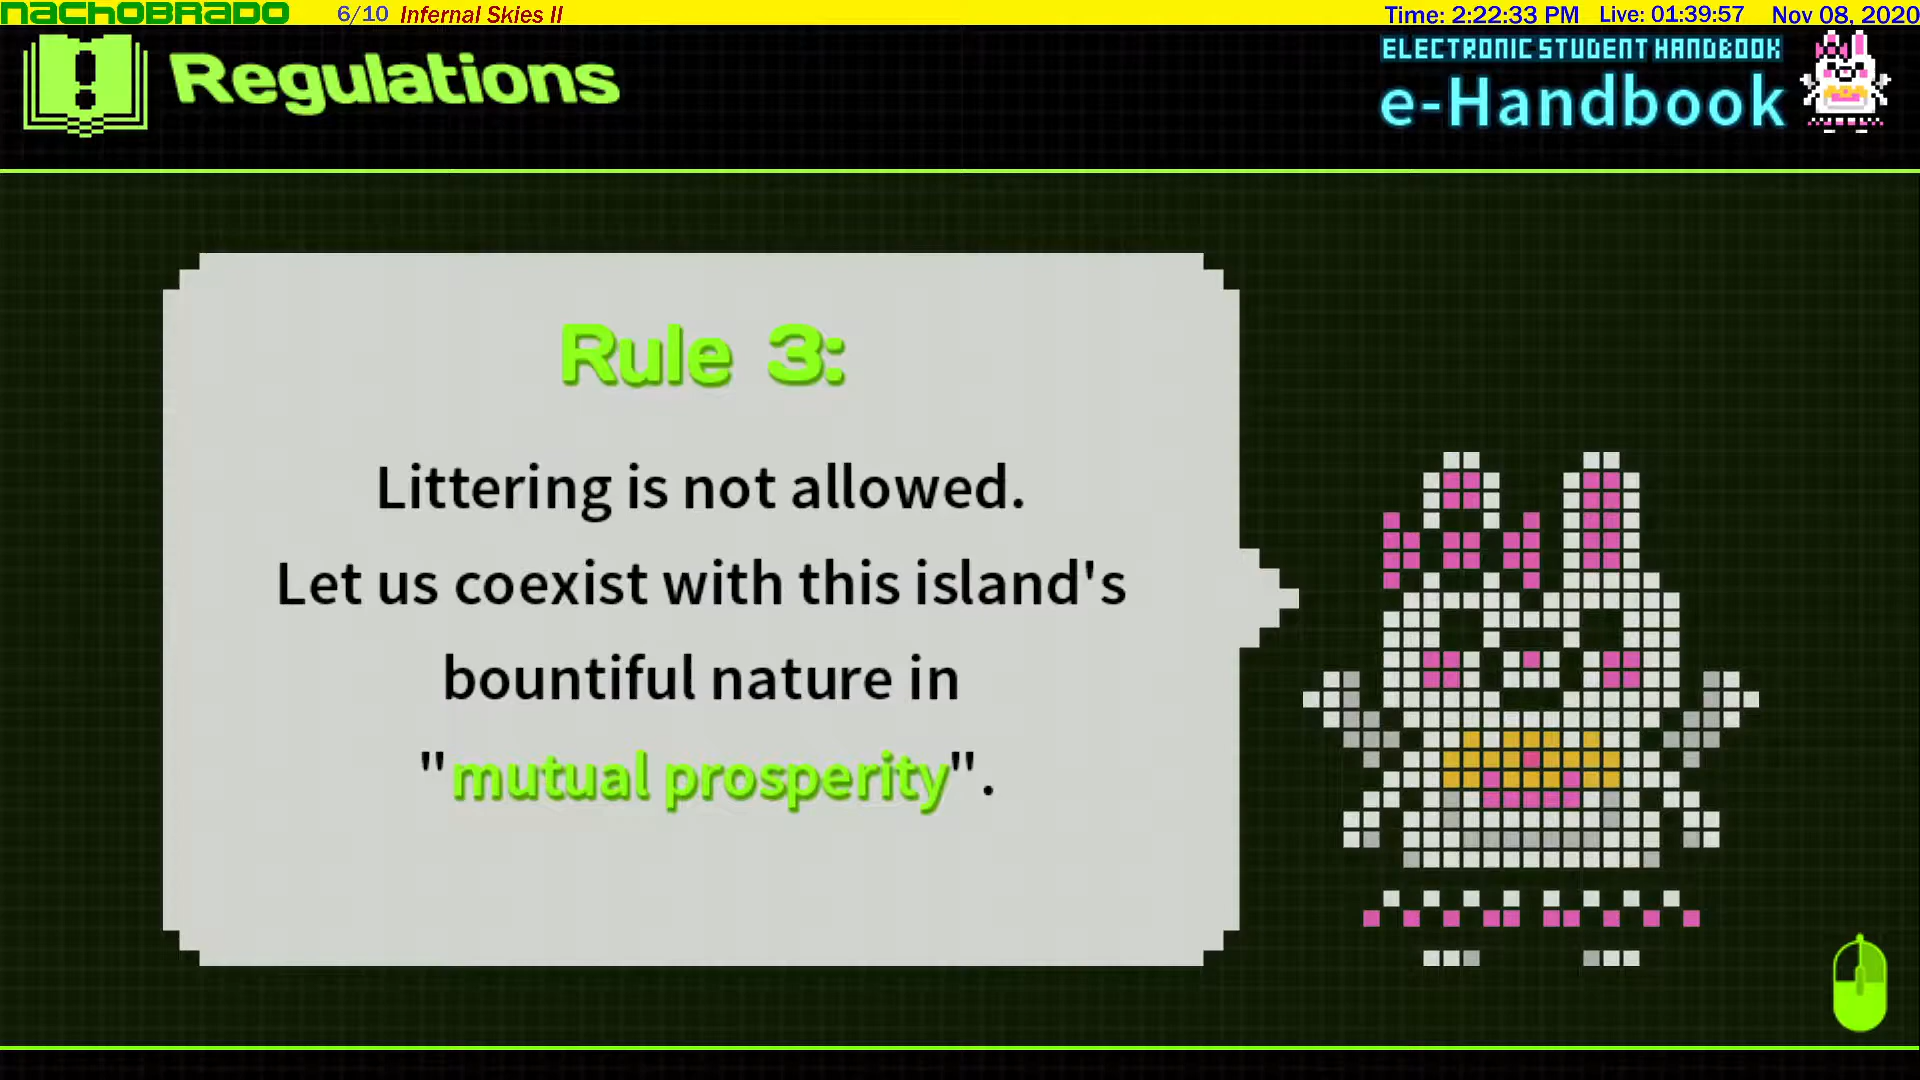 NACHOBRADO 6/10 Infernal Skies II Time: 2:22:33 PM Live: 01:39:57 Nov 08, 2020
Regulations
ELECTRONIC STUDENT HANDBOOK
e-Handbook
Rule 3:
Littering is not allowed.
Let us coexist with this island's
bountiful nature in
"mutual prosperity".